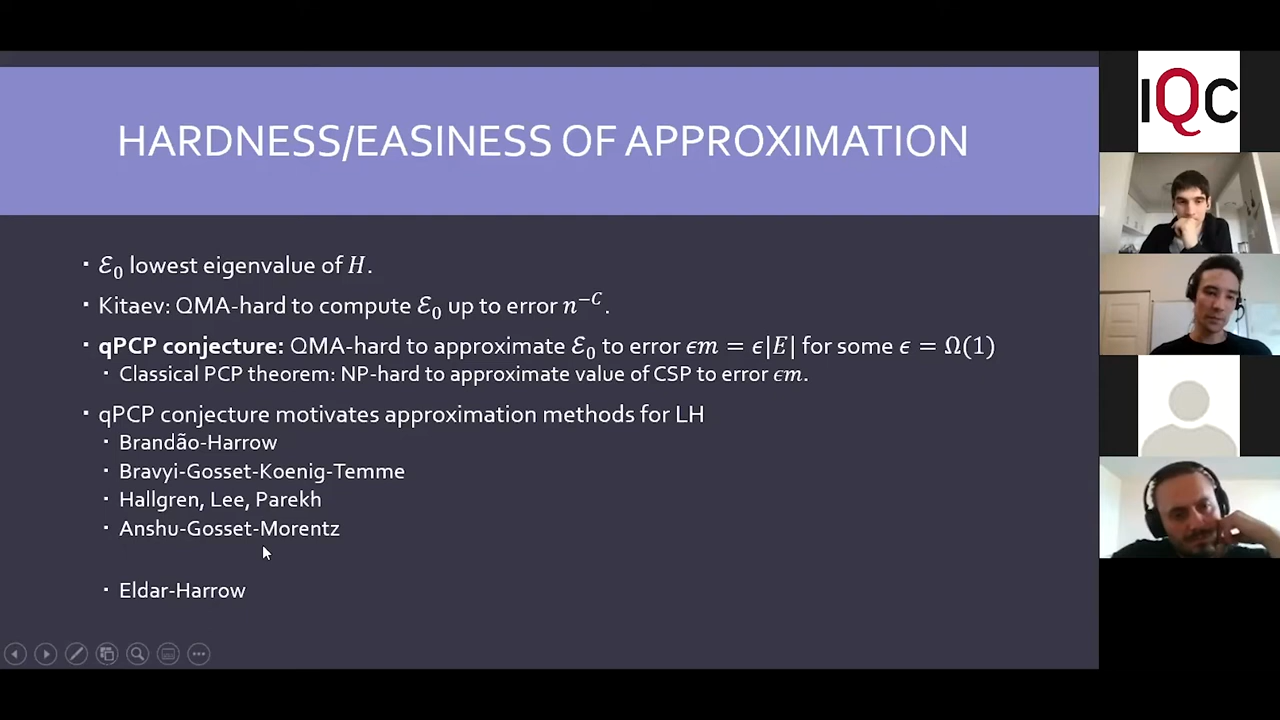 HARDNESS/EASINESS OF APPROXIMATION
ℰ₀ lowest eigenvalue of H.
Kitaev: QMA-hard to compute ℰ₀ up to error n^{-C}.
qPCP conjecture: QMA-hard to approximate ℰ₀ to error ϵm = ϵ|E| for some ϵ = Ω(1)
Classical PCP theorem: NP-hard to approximate value of CSP to error ϵm.
qPCP conjecture motivates approximation methods for LH
Brandão-Harrow
Bravyi-Gosset-Koenig-Temme
Hallgren, Lee, Parekh
Anshu-Gosset-Morentz
Eldar-Harrow
IQC